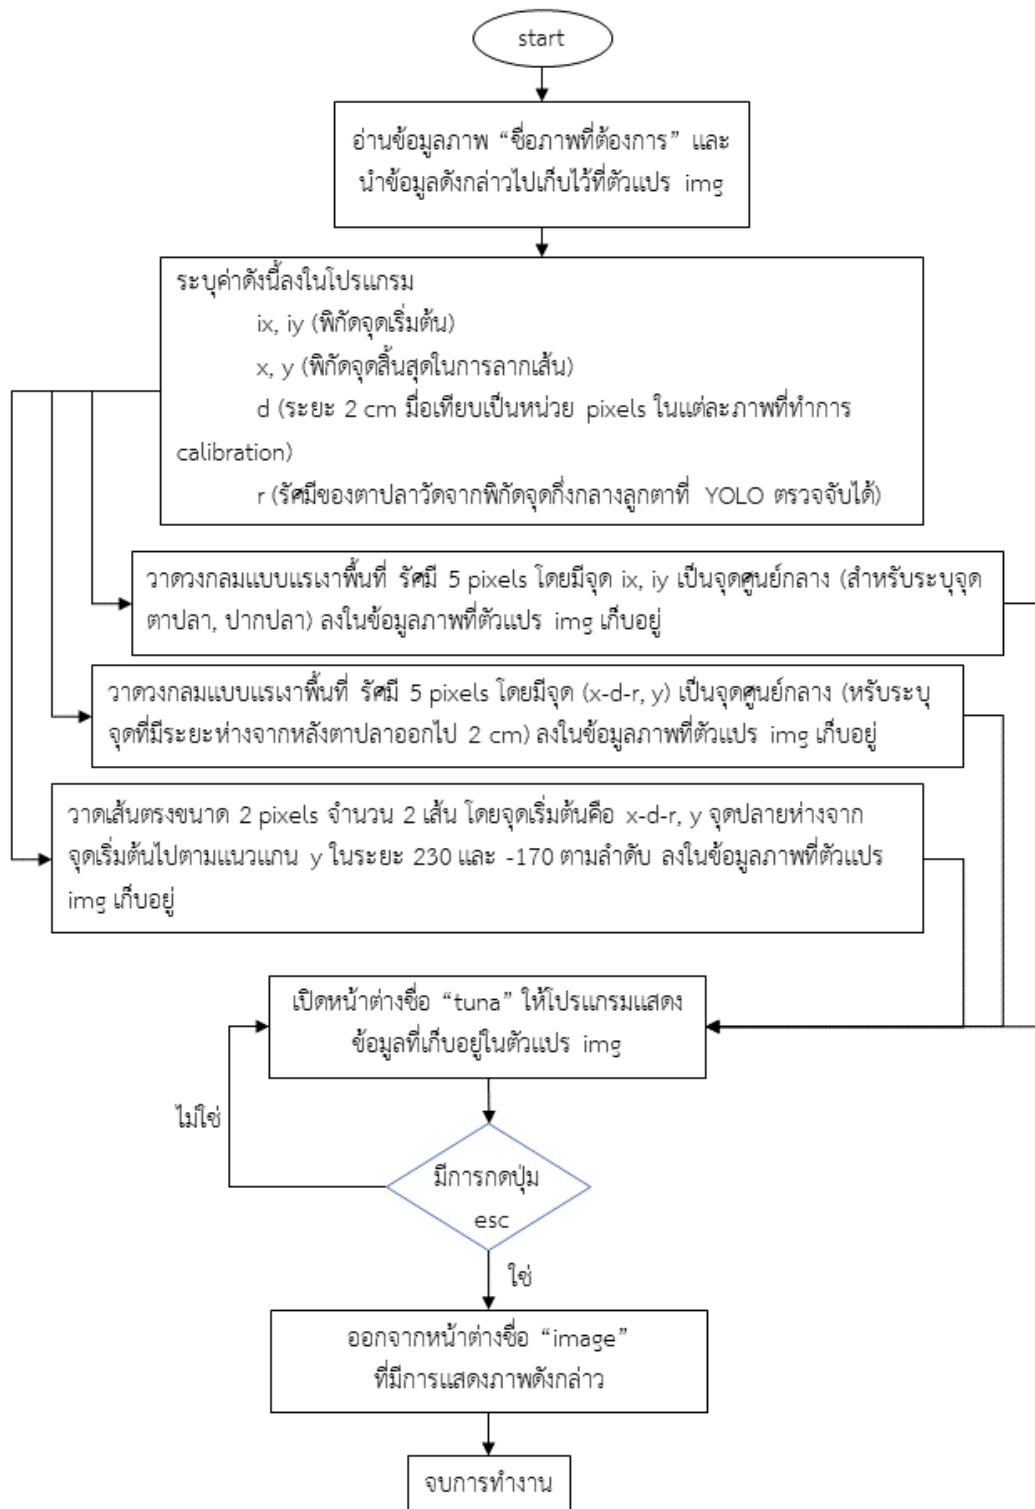 start
อ่านข้อมูลภาพ “ชื่อภาพที่ต้องการ” และ
นำข้อมูลดังกล่าวไปเก็บไว้ที่ตัวแปร img
ระบุค่าดังนี้ลงในโปรแกรม
ix, iy (พิกัดจุดเริ่มต้น)
x, y (พิกัดจุดสิ้นสุดในการลากเส้น)
d (ระยะ 2 cm มื่อเทียบเป็นหน่วย pixels ในแต่ละภาพที่ทำการ
calibration)
r (รัศมีของตาปลาวัดจากพิกัดจุดกึ่งกลางลูกตาที่ YOLO ตรวจจับได้)
วาดวงกลมแบบแรเงาพื้นที่ รัศมี 5 pixels โดยมีจุด ix, iy เป็นจุดศูนย์กลาง (สำหรับระบุจุด
ตาปลา, ปากปลา) ลงในข้อมูลภาพที่ตัวแปร img เก็บอยู่
วาดวงกลมแบบแรเงาพื้นที่ รัศมี 5 pixels โดยมีจุด (x-d-r, y) เป็นจุดศูนย์กลาง (หรับระบุ
จุดที่มีระยะห่างจากหลังตาปลาออกไป 2 cm) ลงในข้อมูลภาพที่ตัวแปร img เก็บอยู่
วาดเส้นตรงขนาด 2 pixels จำนวน 2 เส้น โดยจุดเริ่มต้นคือ x-d-r, y จุดปลายห่างจาก
จุดเริ่มต้นไปตามแนวแกน y ในระยะ 230 และ -170 ตามลำดับ ลงในข้อมูลภาพที่ตัวแปร
img เก็บอยู่
เปิดหน้าต่างชื่อ “tuna” ให้โปรแกรมแสดง
ข้อมูลที่เก็บอยู่ในตัวแปร img
ไม่ใช่
มีการกดปุ่ม
esc
ใช่
ออกจากหน้าต่างชื่อ “image”
ที่มีการแสดงภาพดังกล่าว
จบการทำงาน